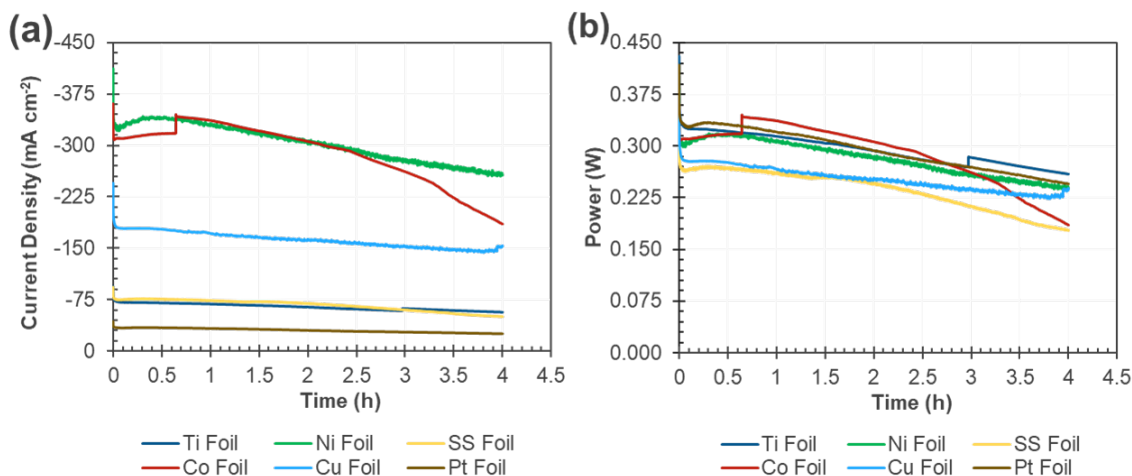 (a)
Current Density (mA cm-2)
-450
-375
-300
-225
-150
-75
0
0 0.5 1 1.5 2 2.5 3 3.5 4 4.5
Time (h)
Ti Foil Ni Foil SS Foil
Co Foil Cu Foil Pt Foil
(b)
Power (W)
0.450
0.375
0.300
0.225
0.150
0.075
0.000
0 0.5 1 1.5 2 2.5 3 3.5 4 4.5
Time (h)
Ti Foil Ni Foil SS Foil
Co Foil Cu Foil Pt Foil